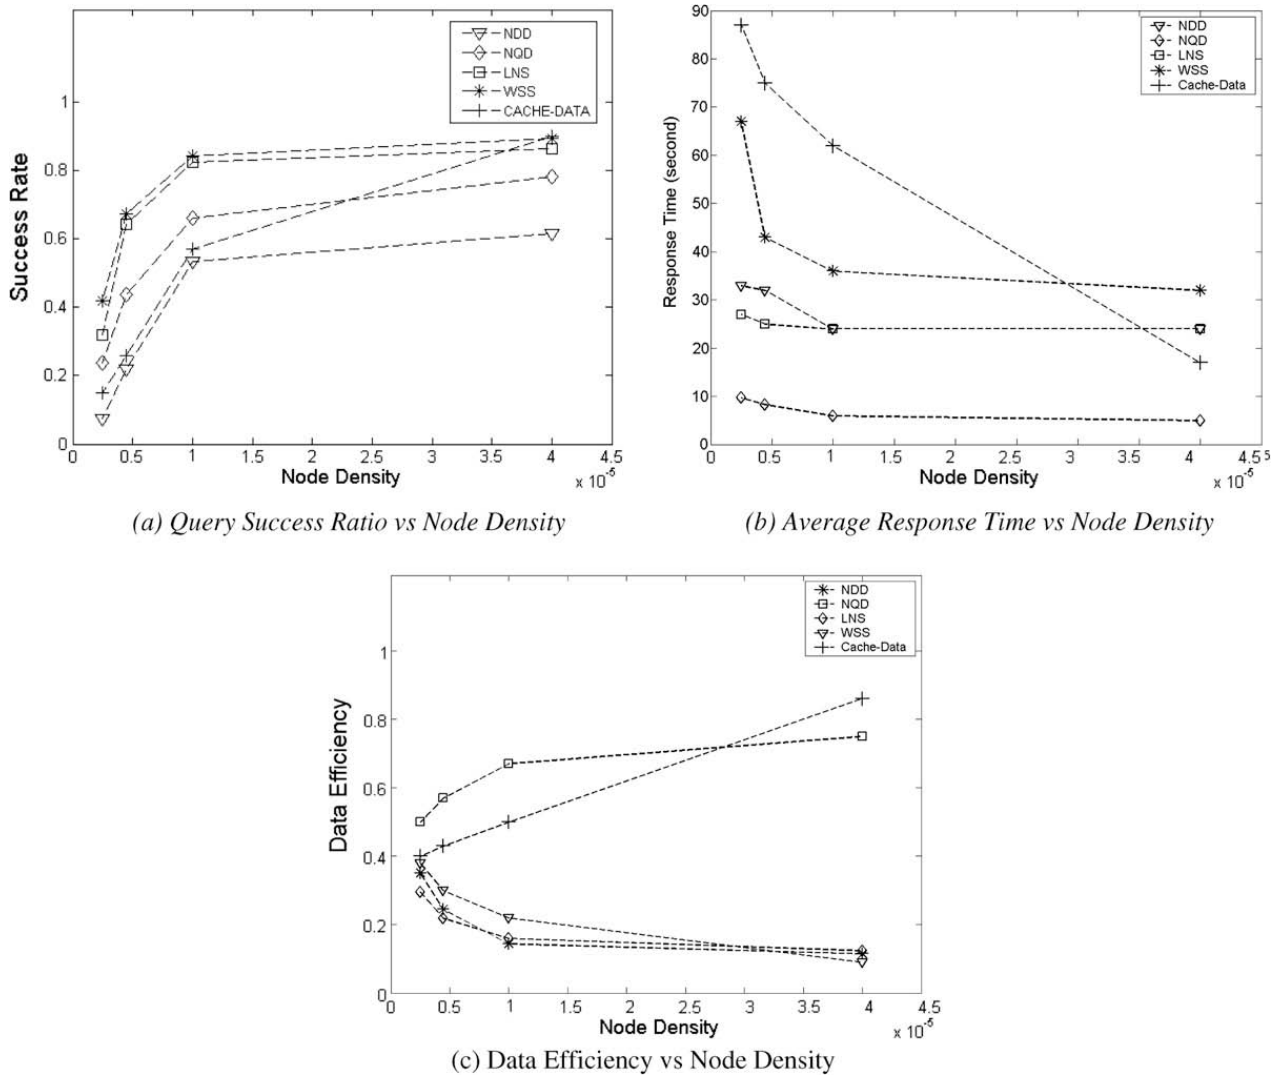 NDD
NQD
LNS
WSS
CACHE-DATA
1
0.8
0.6
0.4
0.2
0
Success Rate
0 0.5 1 1.5 2 2.5 3 3.5 4 4.5
Node Density
x 10⁻⁵
(a) Query Success Ratio vs Node Density
NDD
NQD
LNS
WSS
Cache-Data
90
80
70
60
50
40
30
20
10
0
Response Time (second)
0 0.5 1 1.5 2 2.5 3 3.5 4 4.5 5
Node Density
x 10⁻⁵
(b) Average Response Time vs Node Density
NDD
NQD
LNS
WSS
Cache-Data
1
0.8
0.6
0.4
0.2
0
Data Efficiency
0 0.5 1 1.5 2 2.5 3 3.5 4 4.5
Node Density
x 10⁻⁵
(c) Data Efficiency vs Node Density